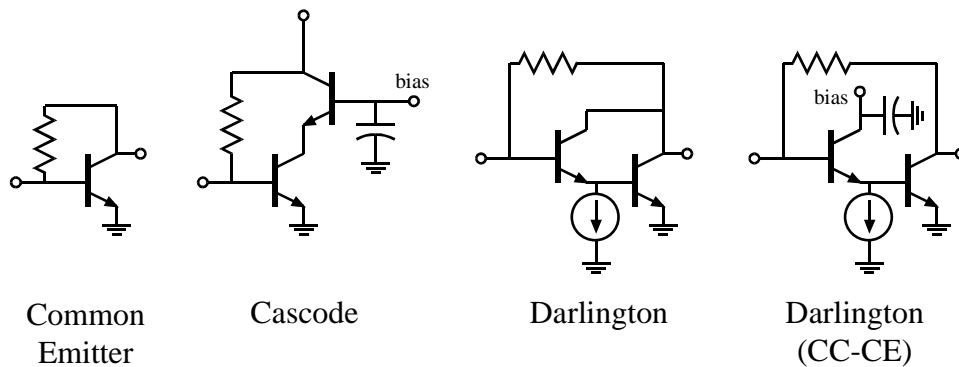 bias
bias
Common
Emitter
Cascode
Darlington
Darlington
(CC-CE)